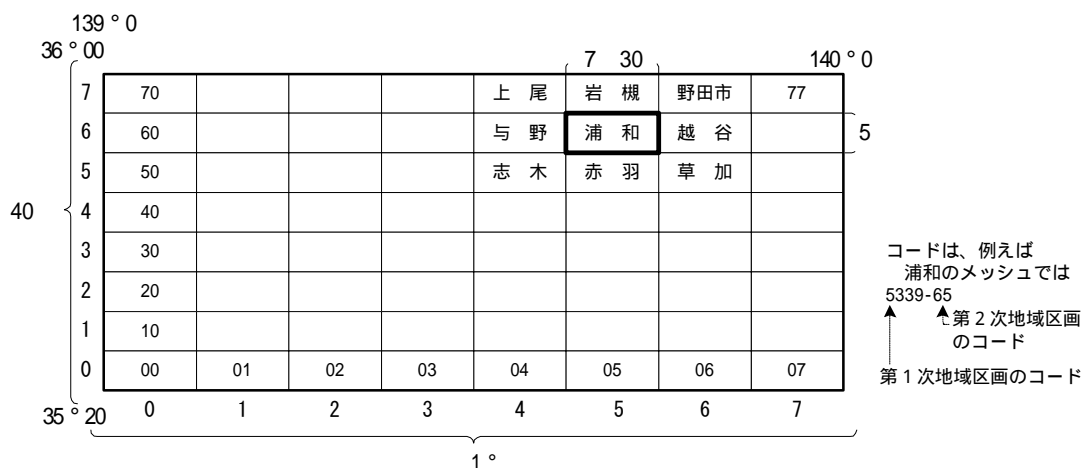 139 ° 0
36 ° 00
7 30
140 ° 0
7 70 上 尾 岩 槻 野田市 77
6 60 与 野 浦 和 越 谷 5
5 50 志 木 赤 羽 草 加
40 4 40
3 30
2 20
1 10
0 00 01 02 03 04 05 06 07
35 ° 20 0 1 2 3 4 5 6 7
1 °
コードは、例えば
浦和のメッシュでは
5339-65
第2次地域区画
のコード
第1次地域区画のコード